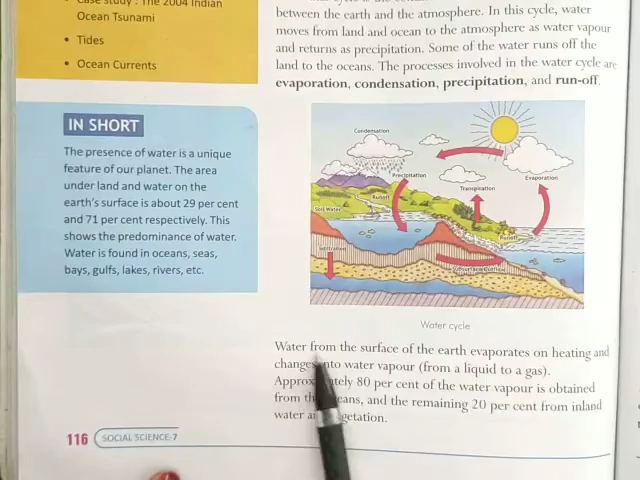 Case study : The 2004 Indian
Ocean Tsunami
• Tides
• Ocean Currents
IN SHORT
The presence of water is a unique
feature of our planet. The area
under land and water on the
earth's surface is about 29 per cent
and 71 per cent respectively. This
shows the predominance of water.
Water is found in oceans, seas,
bays, gulfs, lakes, rivers, etc.
between the earth and the atmosphere. In this cycle, water
moves from land and ocean to the atmosphere as water vapour
and returns as precipitation. Some of the water runs off the
land to the oceans. The processes involved in the water cycle are
evaporation, condensation, precipitation, and run-off.
Condensation
Precipitation
Evaporation
Transpiration
Runoff
Soil Water
Runoff
Infiltration
Subsurface Outflow
Water cycle
Water from the surface of the earth evaporates on heating and
changes into water vapour (from a liquid to a gas).
80 per cent of the water vapour is obtained
from and the remaining 20 per cent from inland
water
116 SOCIAL SCIENCE-7